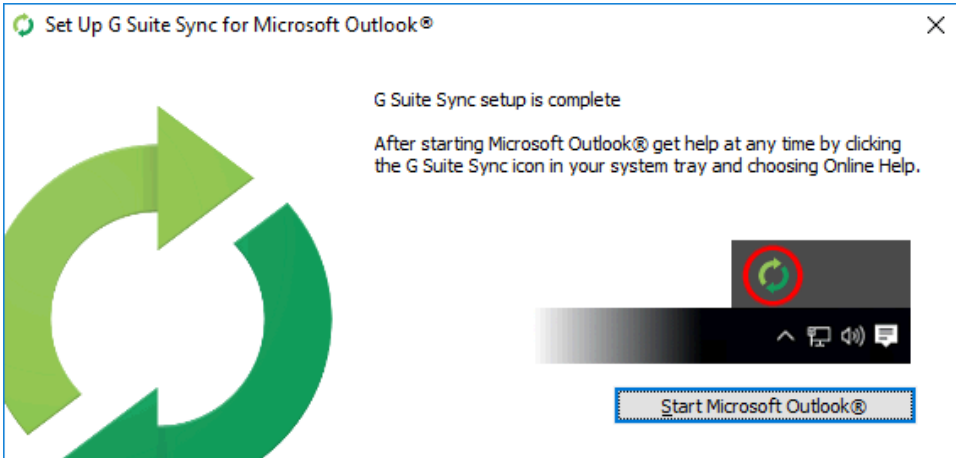 Set Up G Suite Sync for Microsoft Outlook®
G Suite Sync setup is complete
After starting Microsoft Outlook® get help at any time by clicking
the G Suite Sync icon in your system tray and choosing Online Help.
Start Microsoft Outlook®